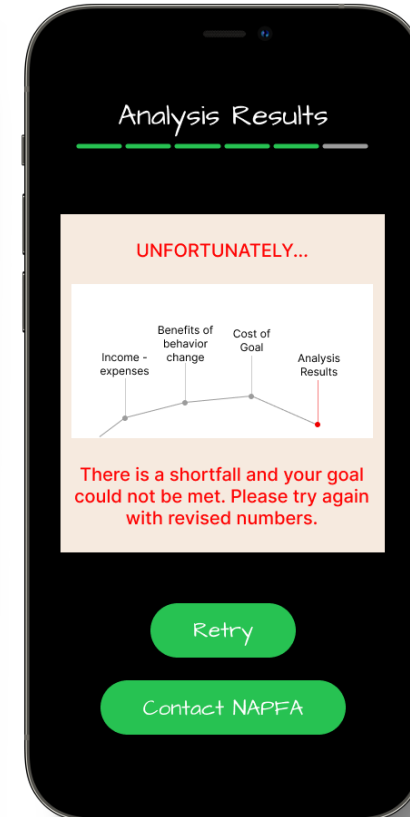 Analysis Results
UNFORTUNATELY...
Income -
expenses
Benefits of
behavior
change
Cost of
Goal
Analysis
Results
There is a shortfall and your goal
could not be met. Please try again
with revised numbers.
Retry
Contact NAPFA